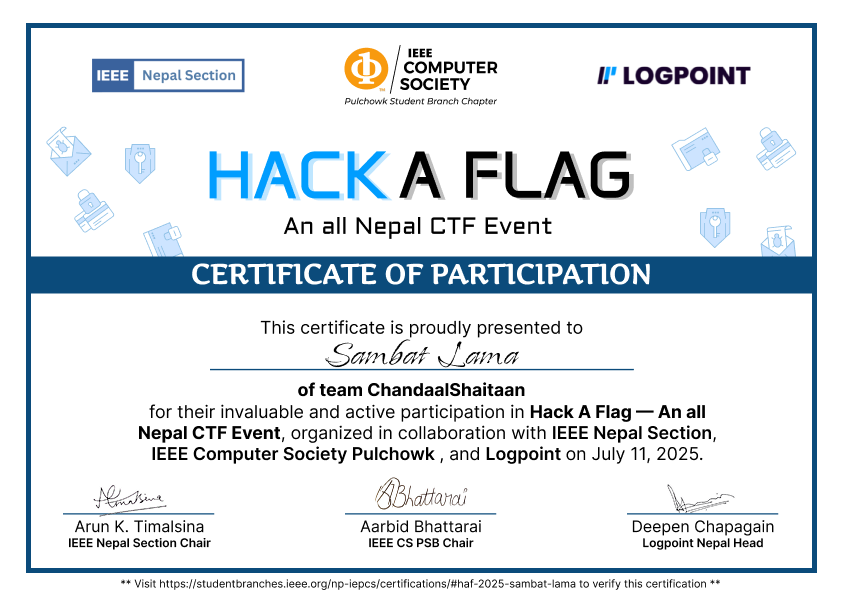 IEEE Nepal Section
IEEE
COMPUTER
SOCIETY
TM
Pulchowk Student Branch Chapter
LOGPOINT
HACK A FLAG
An all Nepal CTF Event
CERTIFICATE OF PARTICIPATION
This certificate is proudly presented to
Sambat Lama
of team ChandaalShaitaan
for their invaluable and active participation in Hack A Flag — An all
Nepal CTF Event, organized in collaboration with IEEE Nepal Section,
IEEE Computer Society Pulchowk , and Logpoint on July 11, 2025.
ABhattarai
Arun K. Timalsina
IEEE Nepal Section Chair
Aarbid Bhattarai
IEEE CS PSB Chair
Deepen Chapagain
Logpoint Nepal Head
** Visit https://studentbranches.ieee.org/np-iepcs/certifications/#haf-2025-sambat-lama to verify this certification **